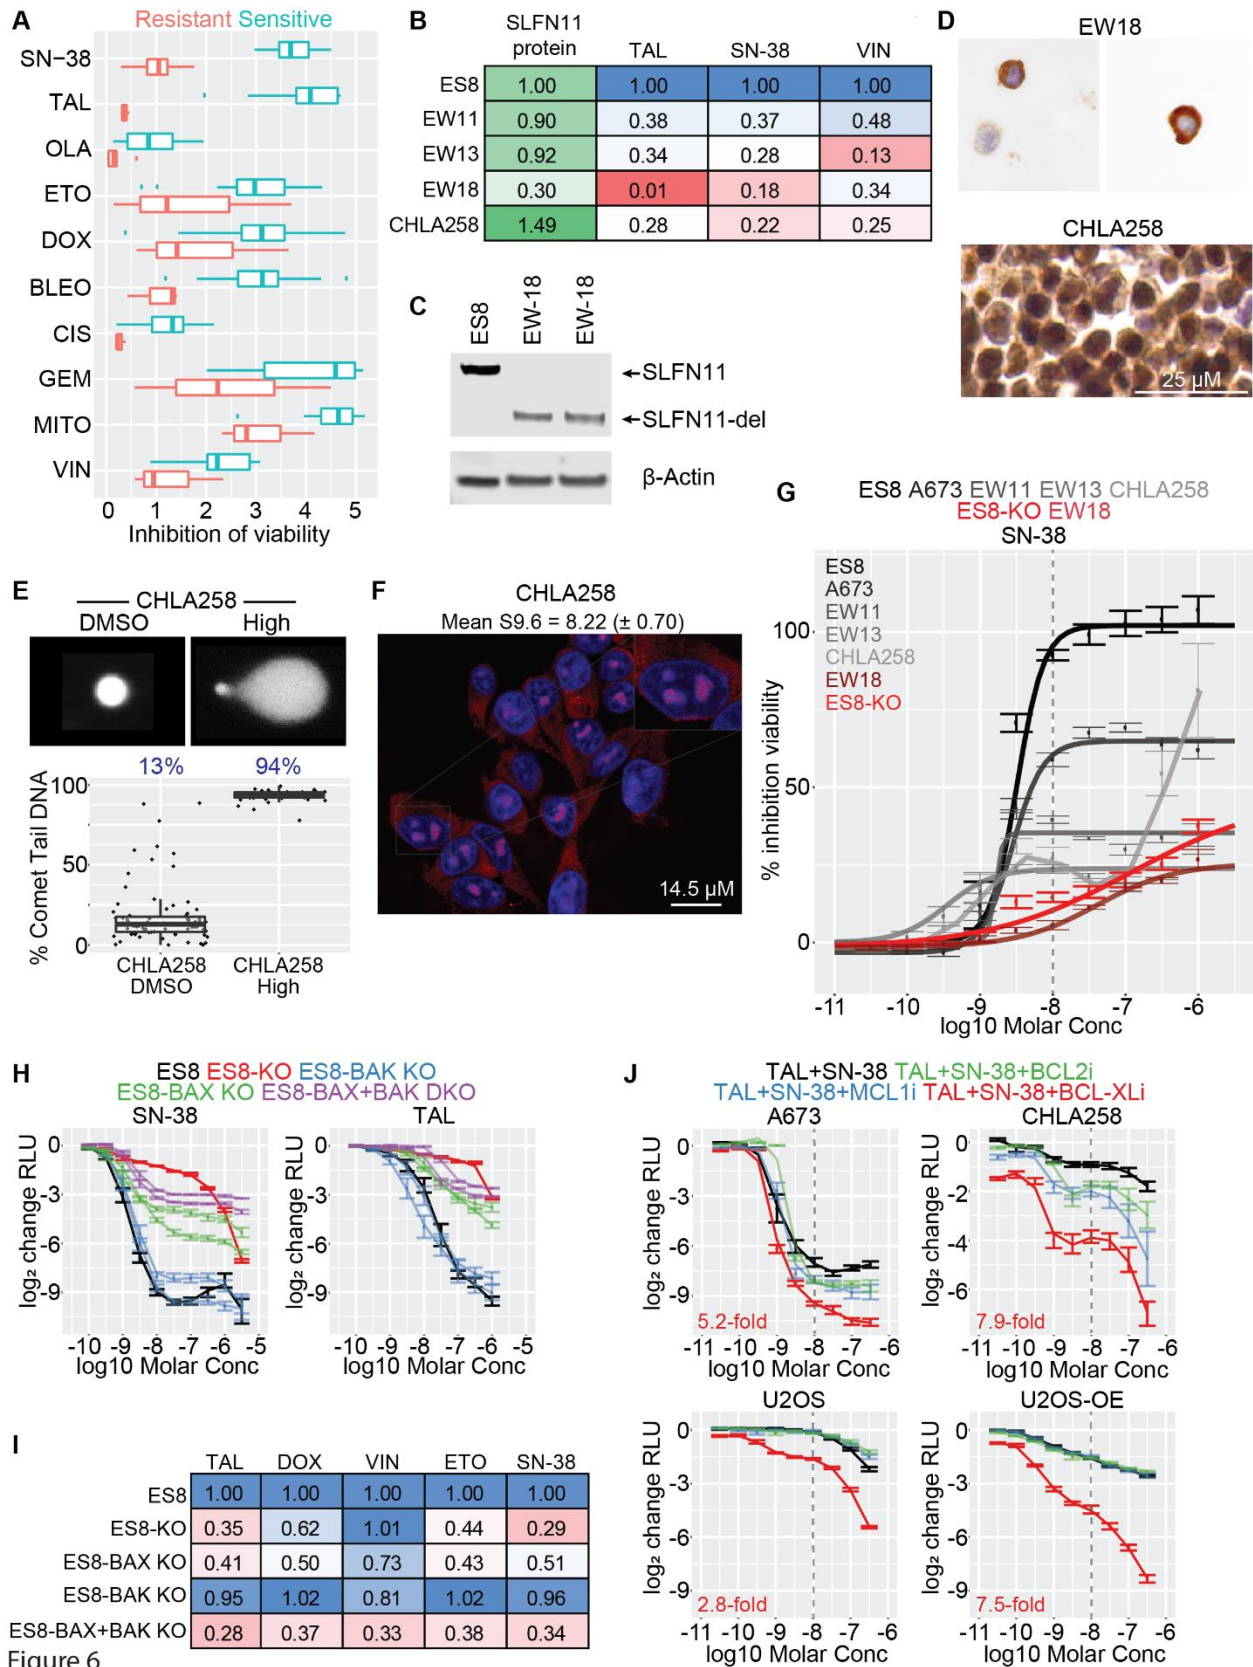 A
Resistant Sensitive
SN-38
TAL
OLA
ETO
DOX
BLEO
CIS
GEM
MITO
VIN
0 1 2 3 4 5
Inhibition of viability
B
SLFN11 protein TAL SN-38 VIN
ES8 1.00 1.00 1.00 1.00
EW11 0.90 0.38 0.37 0.48
EW13 0.92 0.34 0.28 0.13
EW18 0.30 0.01 0.18 0.34
CHLA258 1.49 0.28 0.22 0.25
C
ES8 EW-18 EW-18
←SLFN11
←SLFN11-del
β-Actin
D
EW18
CHLA258
25 µM
E
CHLA258
DMSO High
13% 94%
% Comet Tail DNA
100
50
0
CHLA258 DMSO
CHLA258 High
F
CHLA258
Mean S9.6 = 8.22 (± 0.70)
14.5 µM
G
ES8 A673 EW11 EW13 CHLA258
ES8-KO EW18
SN-38
ES8
A673
EW11
EW13
CHLA258
EW18
ES8-KO
% inhibition viability
100
50
0
-11 -10 -9 -8 -7 -6
log10 Molar Conc
H
ES8 ES8-KO ES8-BAK KO
ES8-BAX KO ES8-BAX+BAK DKO
SN-38 TAL
log₂ change RLU
0
-3
-6
-9
-10 -9 -8 -7 -6 -5
log10 Molar Conc
log₂ change RLU
0
-3
-6
-9
-10 -9 -8 -7 -6 -5
log10 Molar Conc
I
TAL DOX VIN ETO SN-38
ES8 1.00 1.00 1.00 1.00 1.00
ES8-KO 0.35 0.62 1.01 0.44 0.29
ES8-BAX KO 0.41 0.50 0.73 0.43 0.51
ES8-BAK KO 0.95 1.02 0.81 1.02 0.96
ES8-BAX+BAK KO 0.28 0.37 0.33 0.38 0.34
J
TAL+SN-38 TAL+SN-38+BCL2i
TAL+SN-38+MCL1i TAL+SN-38+BCL-XLi
A673
log₂ change RLU
0
-3
-6
-9
5.2-fold
-11 -10 -9 -8 -7 -6
log10 Molar Conc
CHLA258
log₂ change RLU
0
-2
-4
-6
7.9-fold
-11 -10 -9 -8 -7 -6
log10 Molar Conc
U2OS
log₂ change RLU
0
-3
-6
-9
2.8-fold
-11 -10 -9 -8 -7 -6
log10 Molar Conc
U2OS-OE
log₂ change RLU
0
-3
-6
-9
7.5-fold
-11 -10 -9 -8 -7 -6
log10 Molar Conc
Figure 6